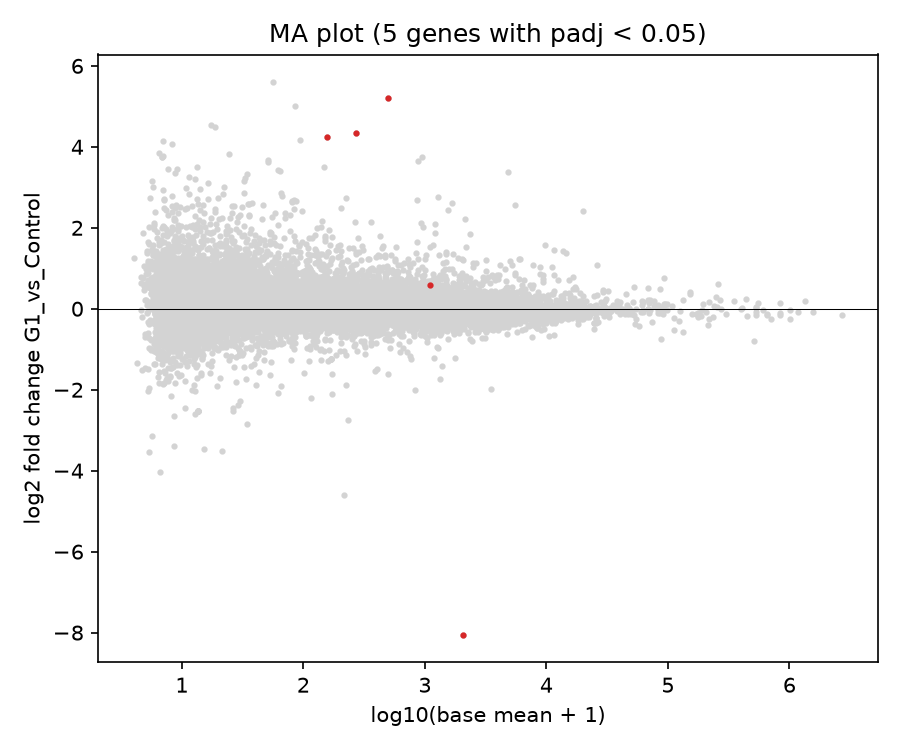 MA plot (5 genes with padj < 0.05)
log2 fold change G1_vs_Control
6
4
2
0
−2
−4
−6
−8
1 2 3 4 5 6
log10(base mean + 1)